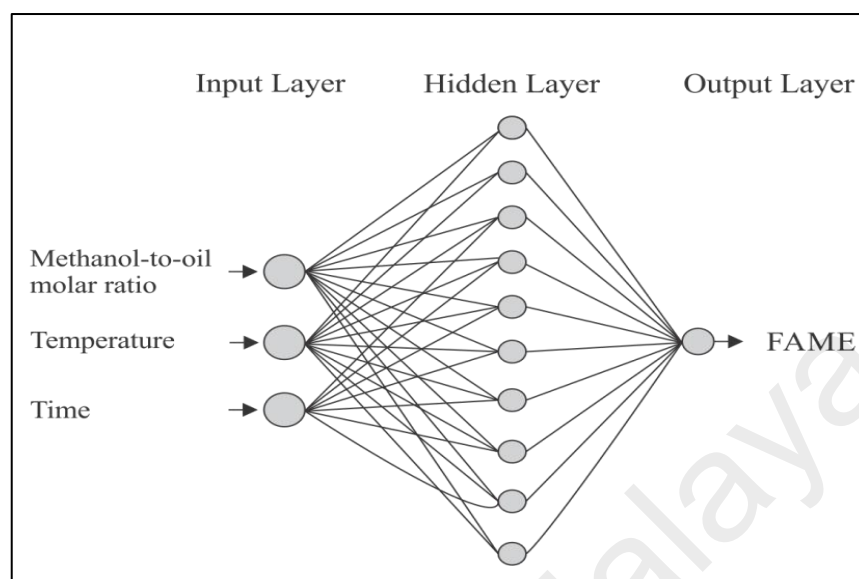 Input Layer Hidden Layer Output Layer
Methanol-to-oil
molar ratio
Temperature
FAME
Time